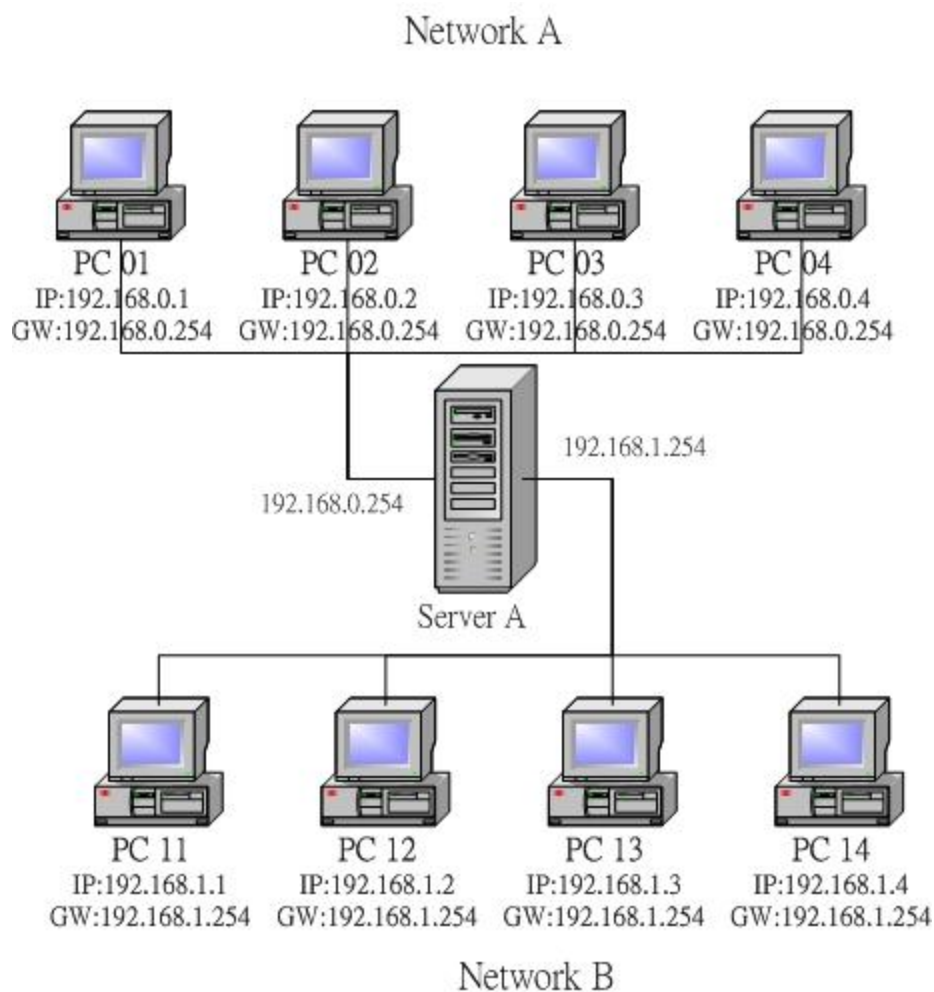 Network A
PC 01
IP:192.168.0.1
GW:192.168.0.254
PC 02
IP:192.168.0.2
GW:192.168.0.254
PC 03
IP:192.168.0.3
GW:192.168.0.254
PC 04
IP:192.168.0.4
GW:192.168.0.254
192.168.1.254
192.168.0.254
Server A
PC 11
IP:192.168.1.1
GW:192.168.1.254
PC 12
IP:192.168.1.2
GW:192.168.1.254
PC 13
IP:192.168.1.3
GW:192.168.1.254
PC 14
IP:192.168.1.4
GW:192.168.1.254
Network B